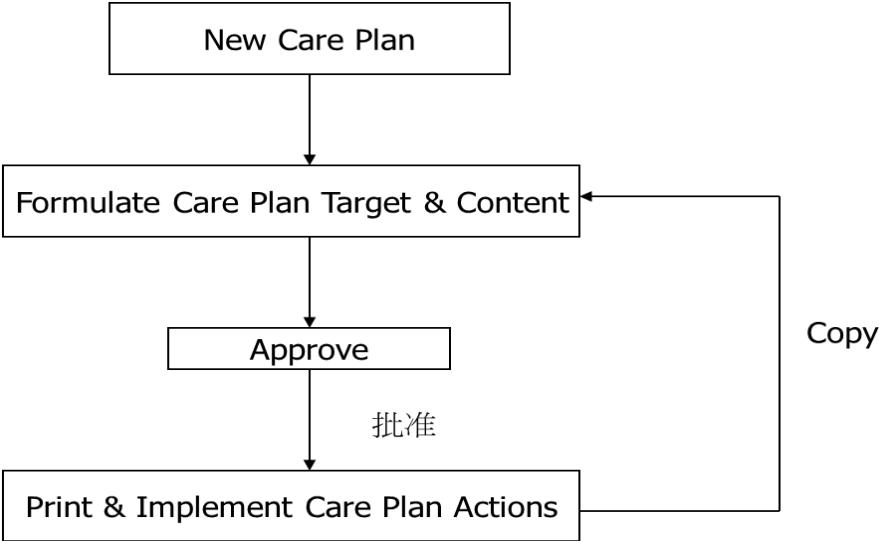 New Care Plan
Formulate Care Plan Target & Content
Copy
Approve
批准
Print & Implement Care Plan Actions